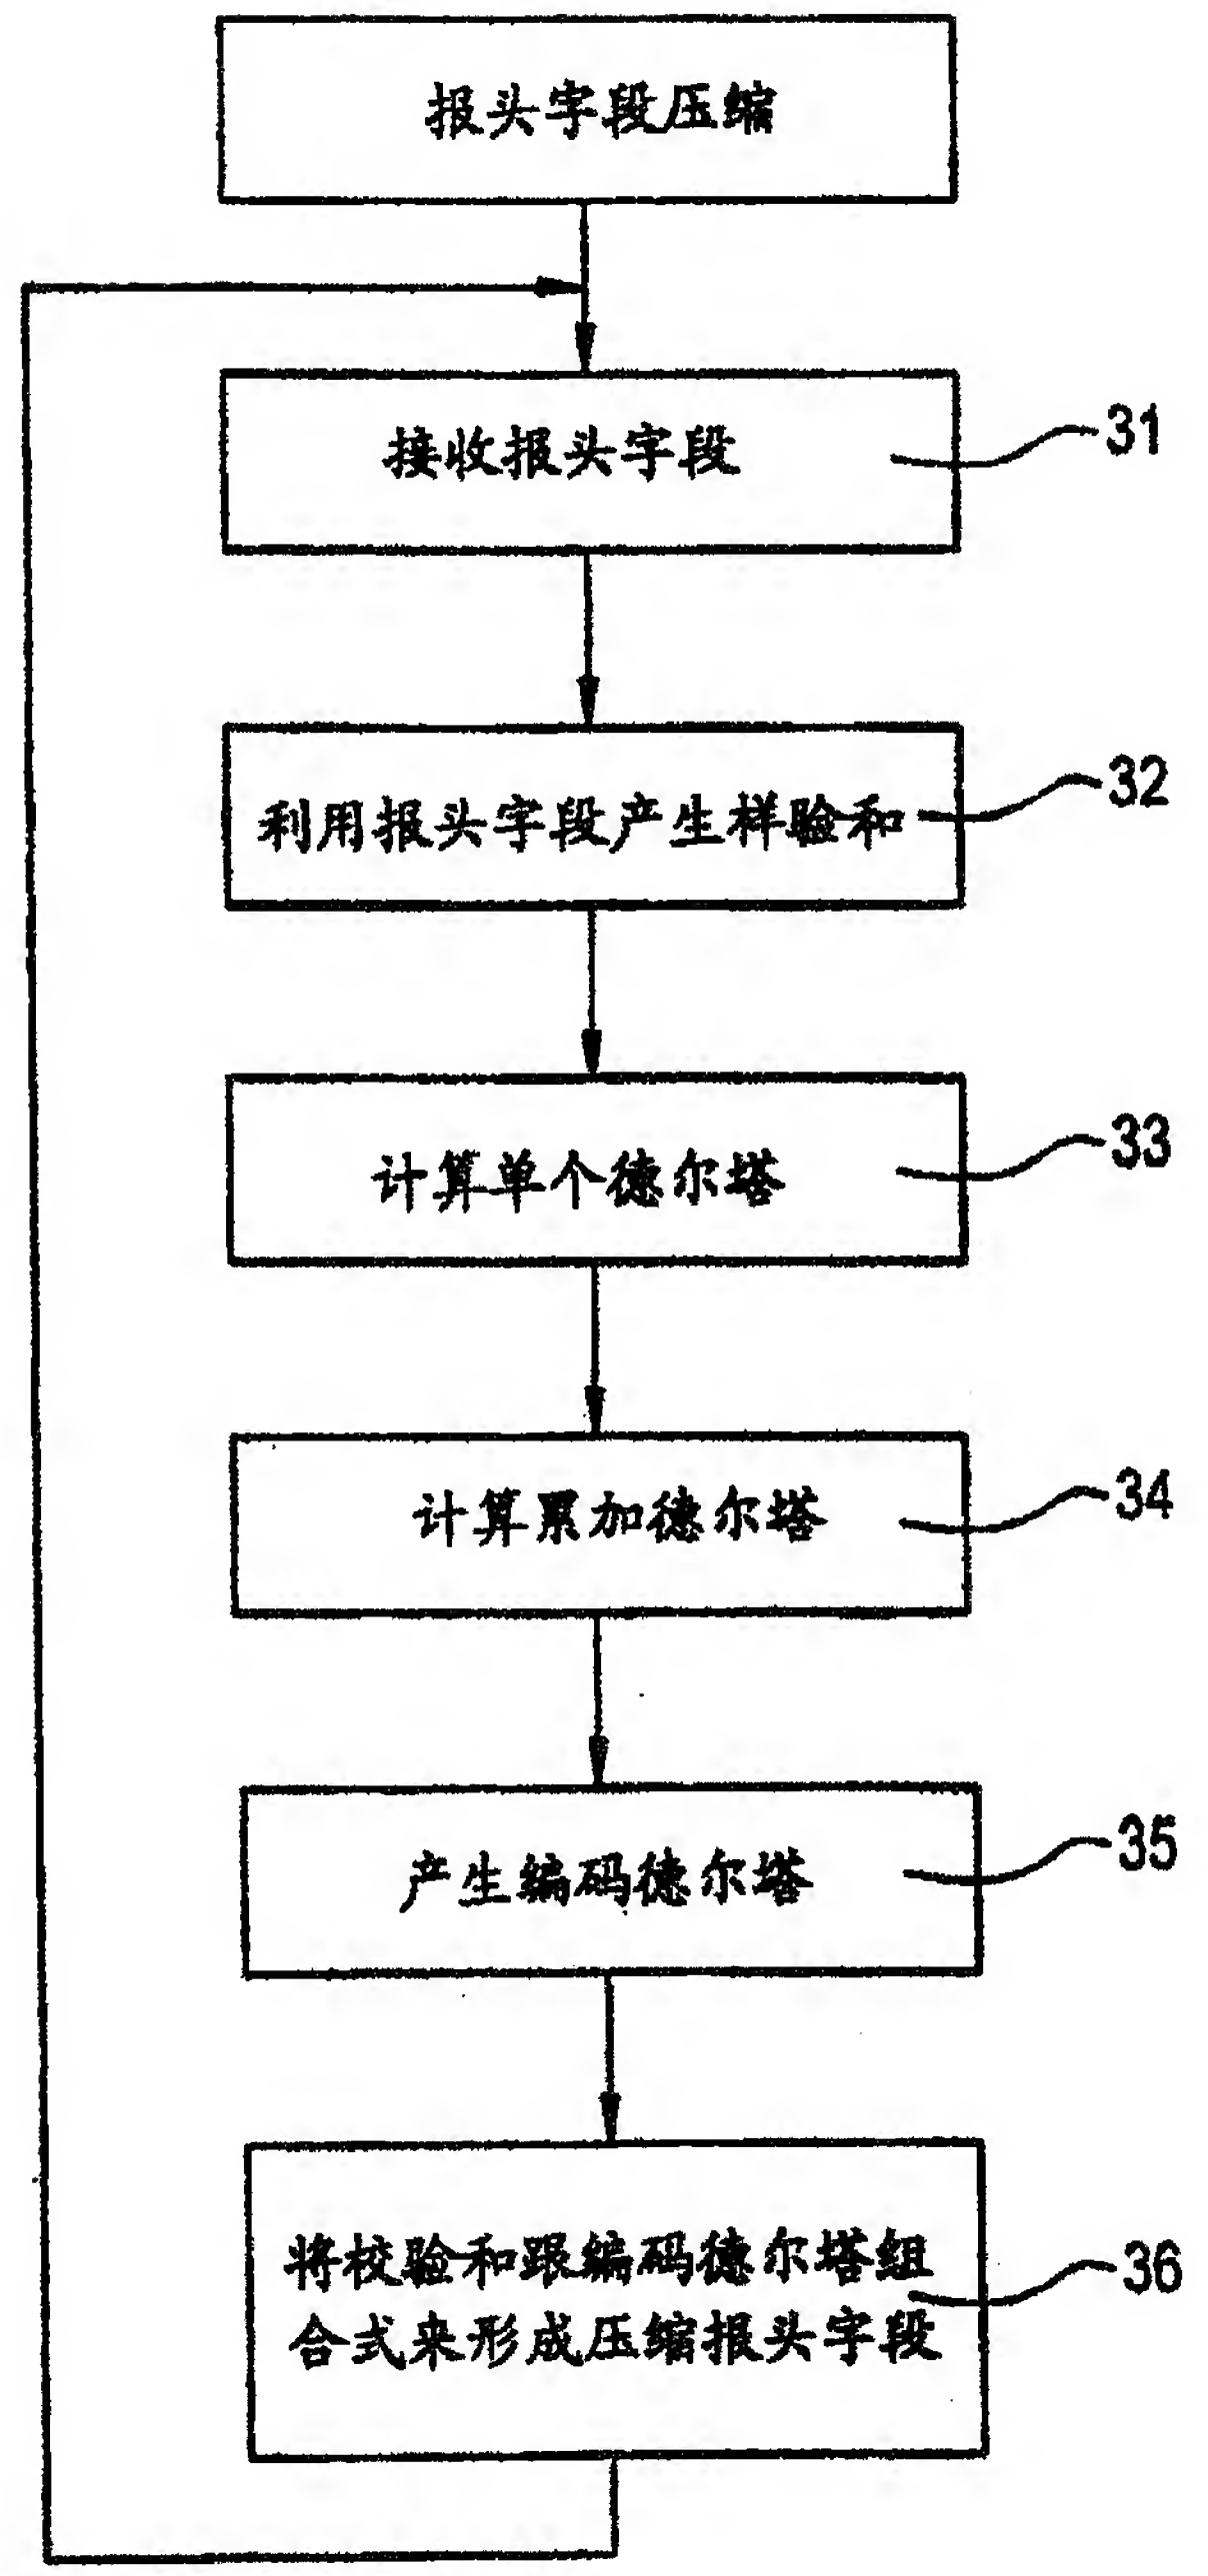 报头字段压缩
接收报头字段
31
利用报头字段产生样验和
32
计算单个德尔塔
33
计算累加德尔塔
34
产生编码德尔塔
35
将校验和跟编码德尔塔组
合式来形成压缩报头字段
36